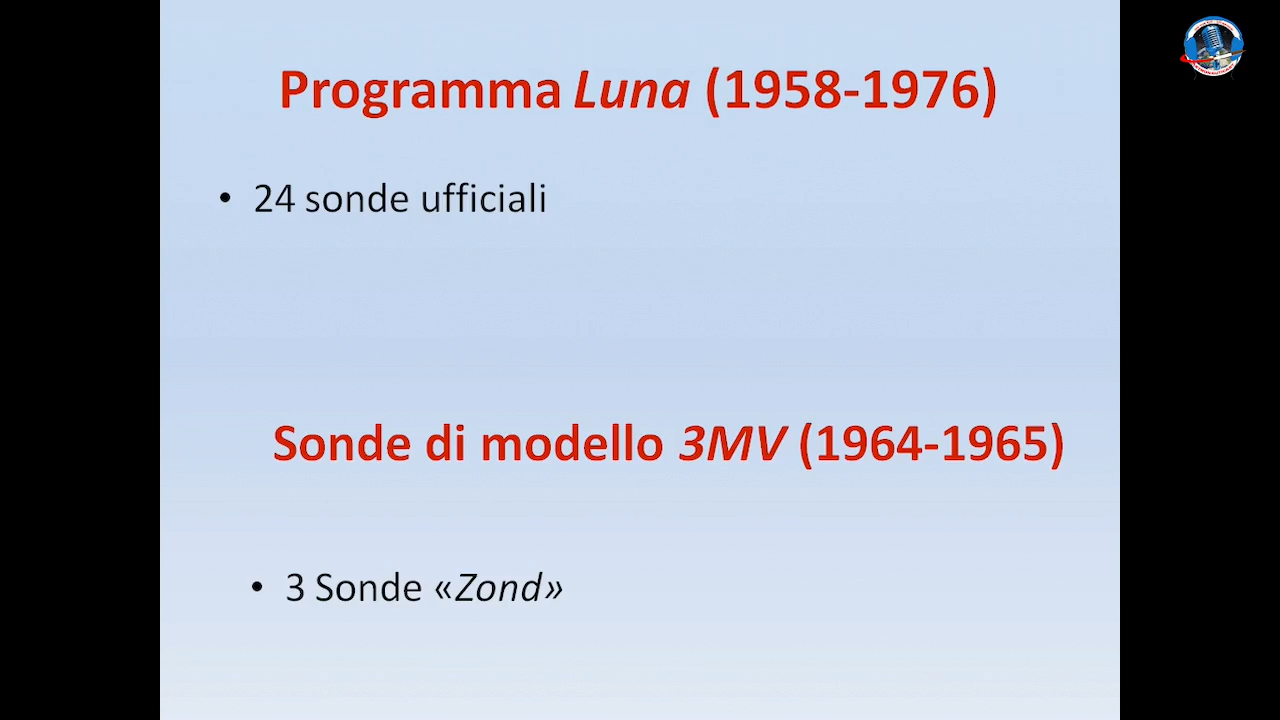 Programma Luna (1958-1976)
• 24 sonde ufficiali
Sonde di modello 3MV (1964-1965)
• 3 Sonde «Zond»